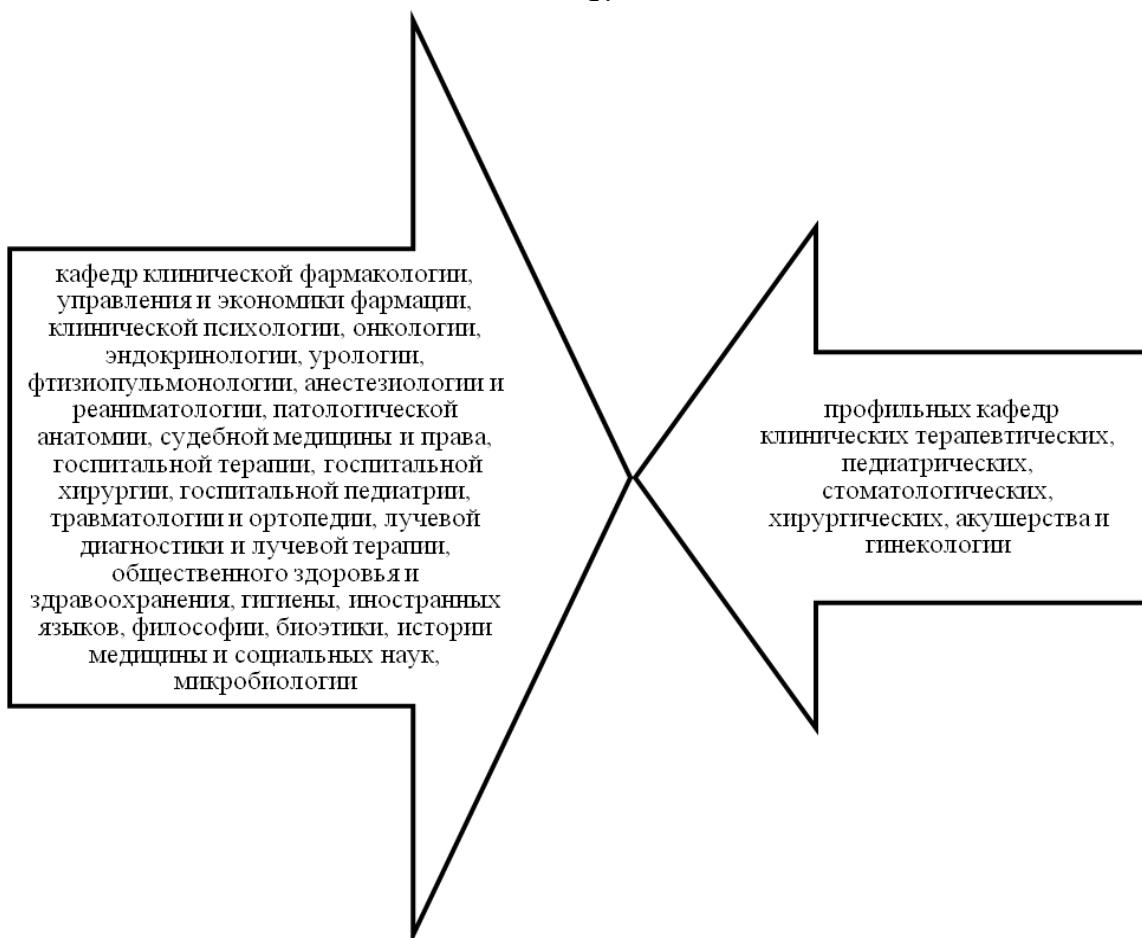 кафедр клинической фармакологии,
управления и экономики фармации,
клинической психологии, онкологии,
эндокринологии, урологии,
фтизиопульмонологии, анестезиологии и
реаниматологии, патологической
анатомии, судебной медицины и права,
госпитальной терапии, госпитальной
хирургии, госпитальной педиатрии,
травматологии и ортопедии, лучевой
диагностики и лучевой терапии,
общественного здоровья и
здравоохранения, гигиены, иностранных
языков, философии, биоэтики, истории
медицины и социальных наук,
микробиологии
профильных кафедр
клинических терапевтических,
педиатрических,
стоматологических,
хирургических, акушерства и
гинекологии